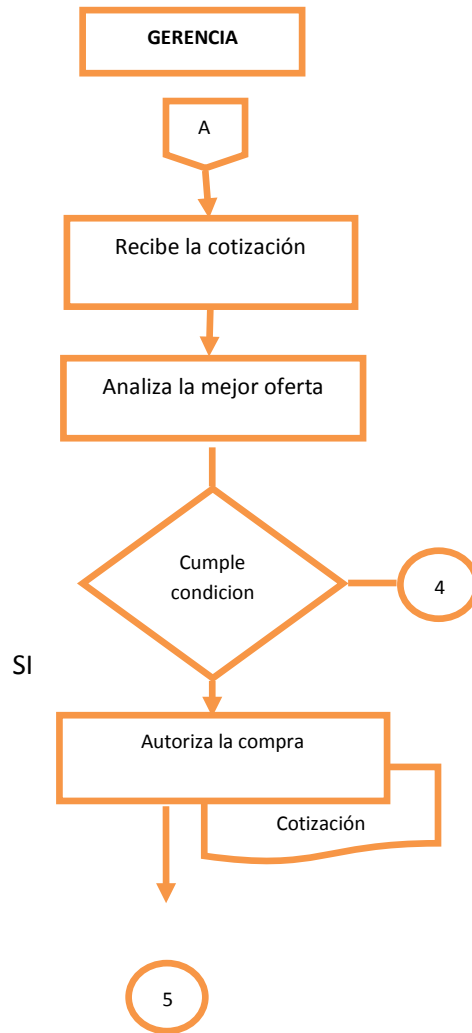 GERENCIA
A
Recibe la cotización
Analiza la mejor oferta
Cumple
condicion
4
SI
Autoriza la compra
Cotización
5